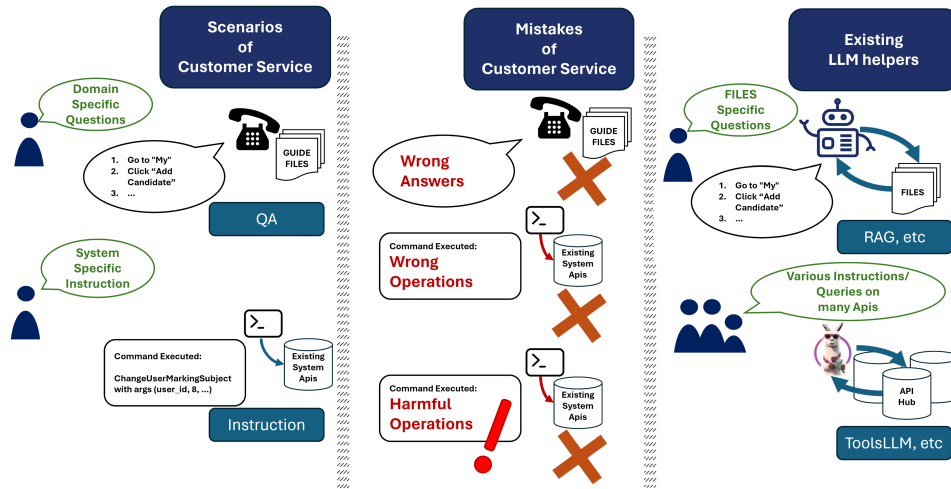 Scenarios
of
Customer Service
Domain
Specific
Questions
1. Go to "My"
2. Click “Add
Candidate”
3. ...
GUIDE
FILES
QA
System
Specific
Instruction
>_
Command Executed:
ChangeUserMarkingSubject
with args (user_id, 8, ...)
Existing
System
Apis
Instruction
Mistakes
of
Customer Service
Wrong
Answers
GUIDE
FILES
Command Executed:
Wrong
Operations
>_
Existing
System
Apis
Command Executed:
Harmful
Operations
>_
Existing
System
Apis
Existing
LLM helpers
FILES
Specific
Questions
1. Go to "My"
2. Click “Add
Candidate”
3. ...
FILES
RAG, etc
Various Instructions/
Queries on
many Apis
API
Hub
ToolsLLM, etc